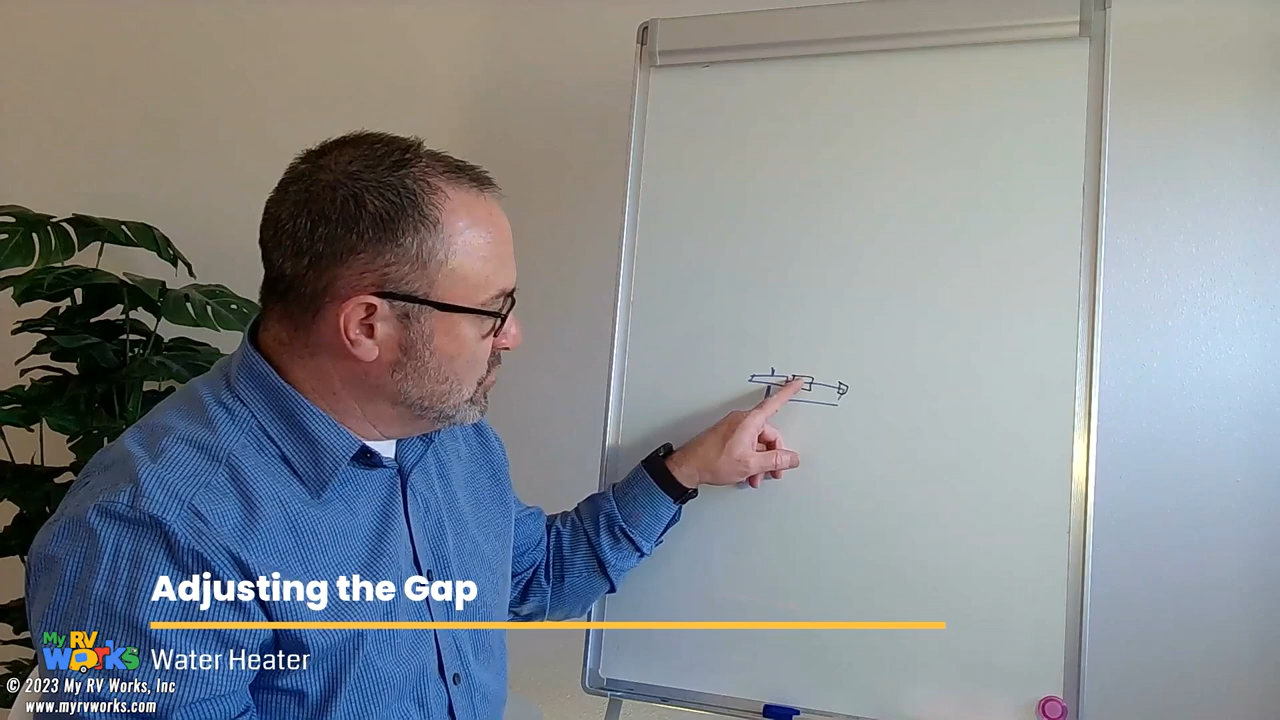 Adjusting the Gap
My RV Works
Water Heater
© 2023 My RV Works, Inc
www.myrvworks.com